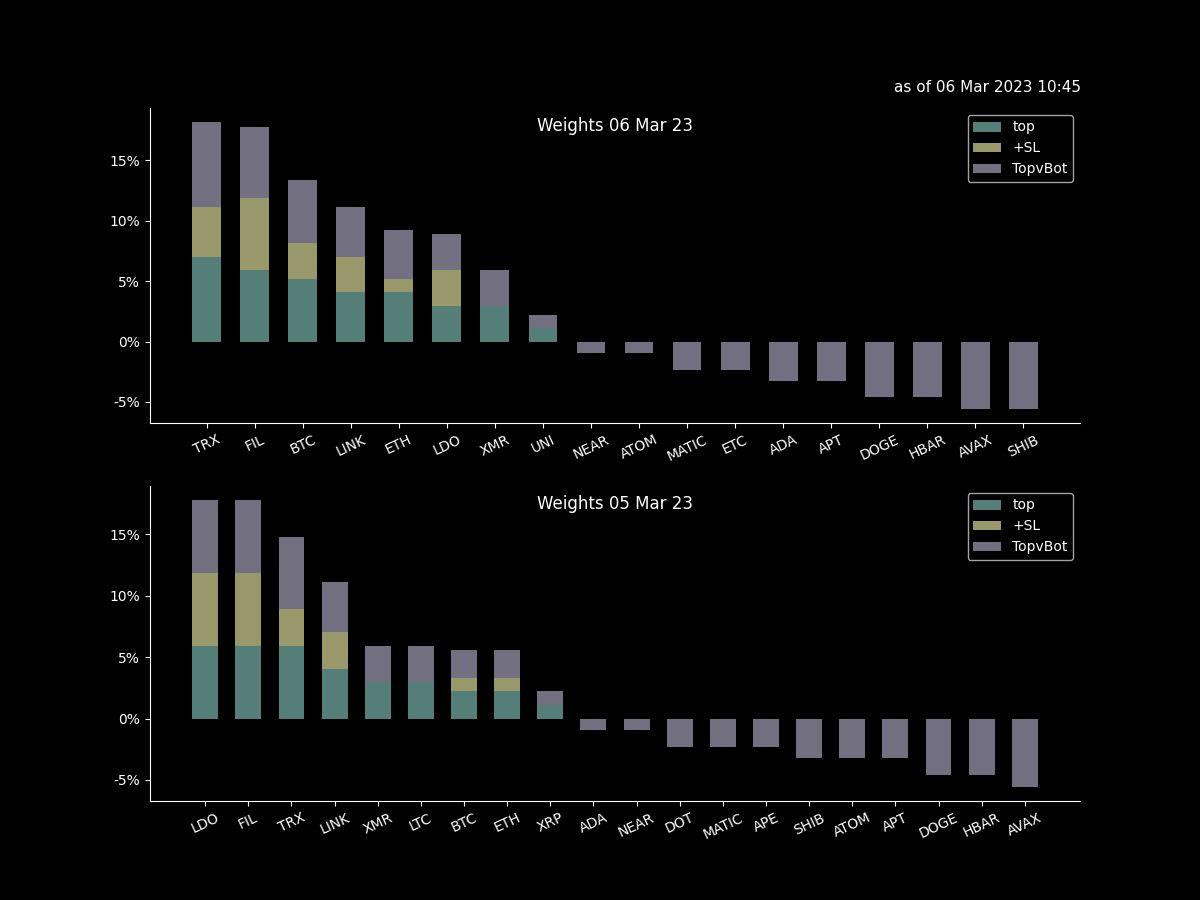 as of 06 Mar 2023 10:45
Weights 06 Mar 23
top
+SL
TopvBot
15%
10%
5%
0%
-5%
TRX FIL BTC LINK ETH LDO XMR UNI NEAR ATOM MATIC ETC ADA APT DOGE HBAR AVAX SHIB
Weights 05 Mar 23
top
+SL
TopvBot
15%
10%
5%
0%
-5%
LDO FIL TRX LINK XMR LTC BTC ETH XRP ADA NEAR DOT MATIC APE SHIB ATOM APT DOGE HBAR AVAX